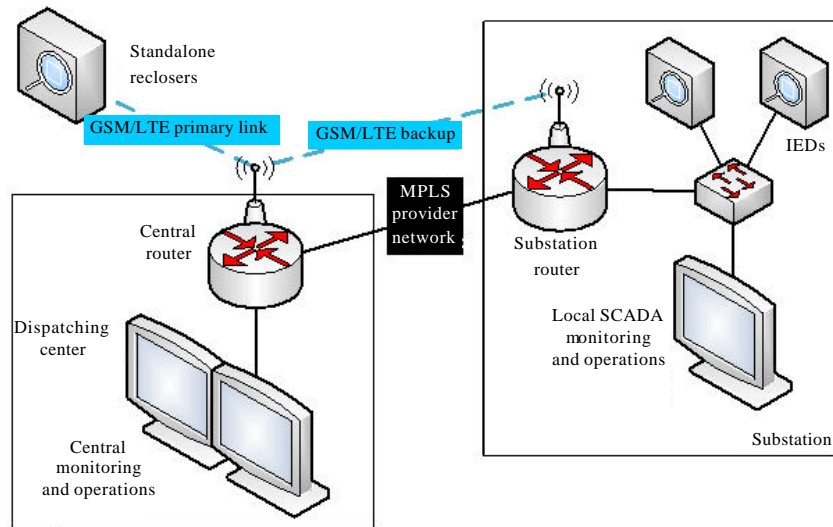 Standalone
reclosers
GSM/LTE primary link
GSM/LTE backup
IEDs
MPLS
provider
network
Central
router
Substation
router
Dispatching
center
Local SCADA
monitoring
and operations
Central
monitoring
and operations
Substation